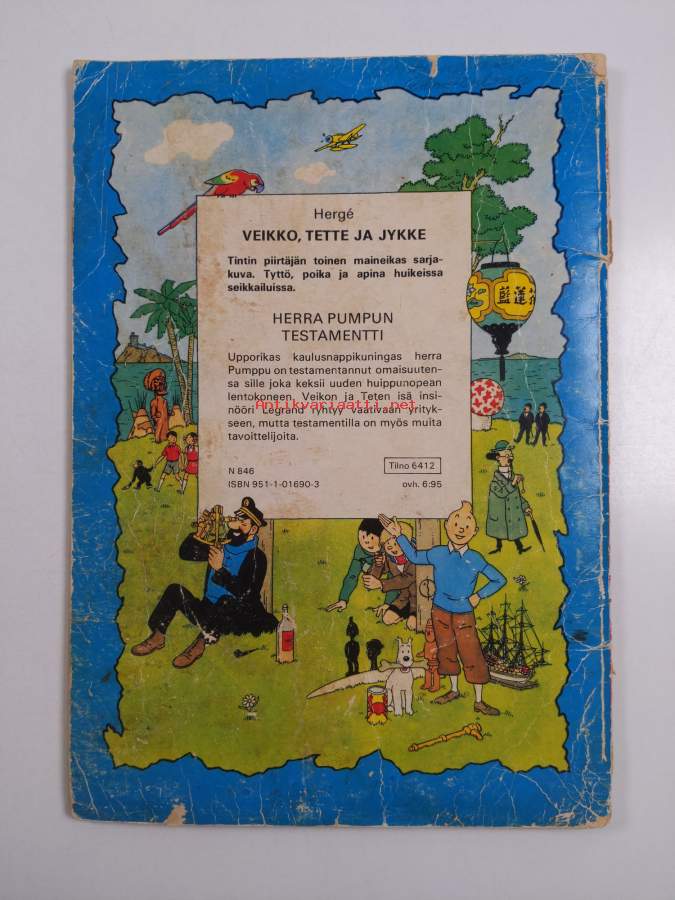 Hergé
VEIKKO, TETTE JA JYKKE
Tintin piirtäjän toinen maineikas sarja-
kuva. Tyttö, poika ja apina huikeissa
seikkailuissa.
HERRA PUMPUN
TESTAMENTTI
Upporikas kaulusnappikuningas herra
Pumppu on testamentannut omaisuuten-
sa sille joka keksii uuden huippunopean
lentokoneen. Veikon ja Teten isä insi-
Antikvariaatti.net
nööri Legrand ryhtyy vaativaan yrityk-
seen, mutta testamentilla on myös muita
tavoittelijoita.
N 846
Tilno 6412
ISBN 951-1-01690-3
ovh. 6:95
藍蓮